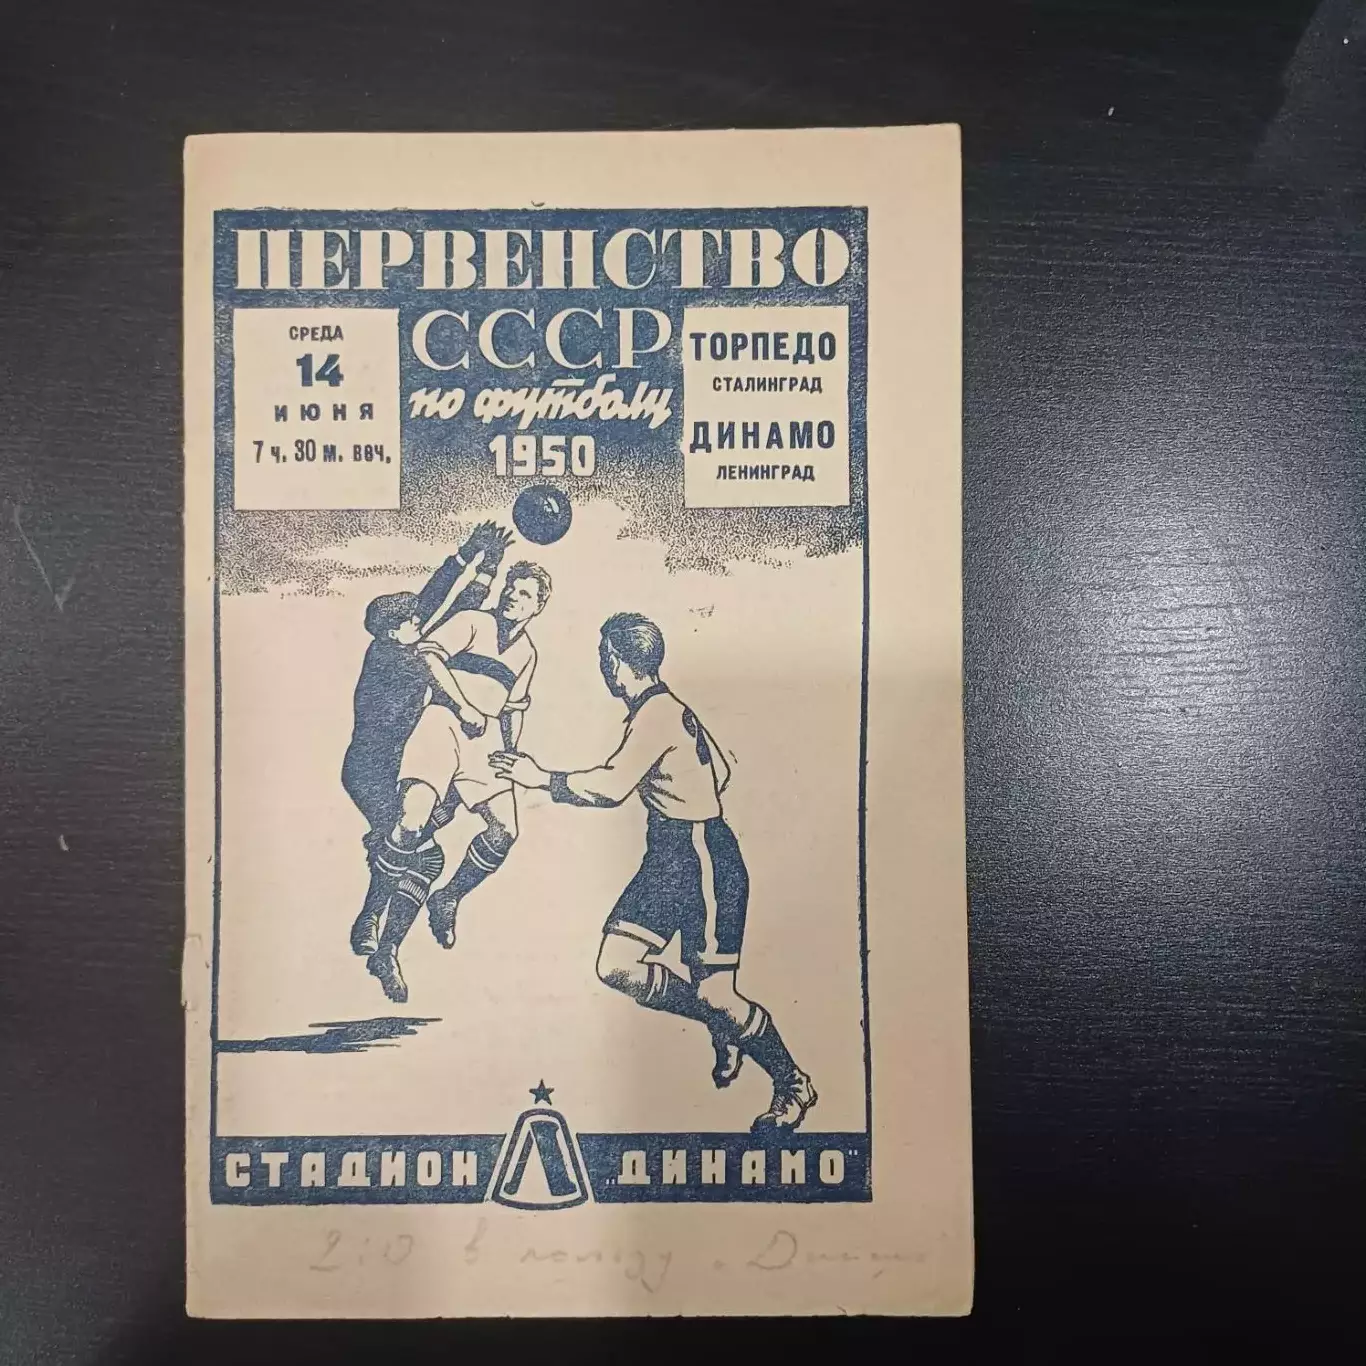 ПЕРВЕНСТВО
СССР
по футболу
1950
СРЕДА
14
ИЮНЯ
7 ч. 30 м. веч.
ТОРПЕДО
СТАЛИНГРАД
ДИНАМО
ЛЕНИНГРАД
СТАДИОН Л „ДИНАМО"
2:0 в пользу „Динамо"